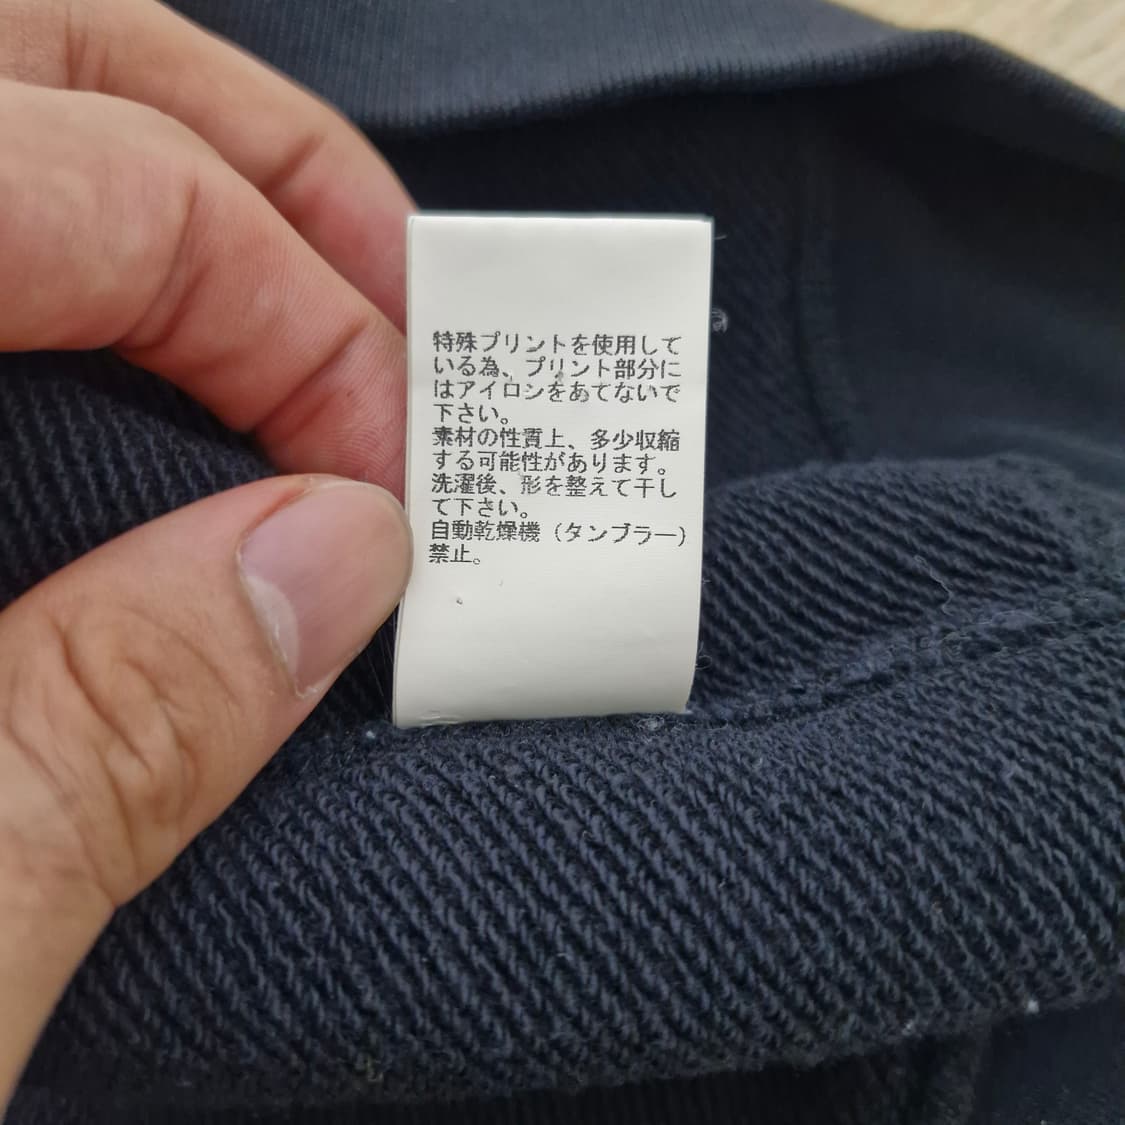 特殊プリントを使用して
いる為、プリント部分に
はアイロンをあてないで
下さい。
素材の性質上、多少収縮
する可能性があります。
洗濯後、形を整えて干し
て下さい。
自動乾燥機（タンブラー）
禁止。